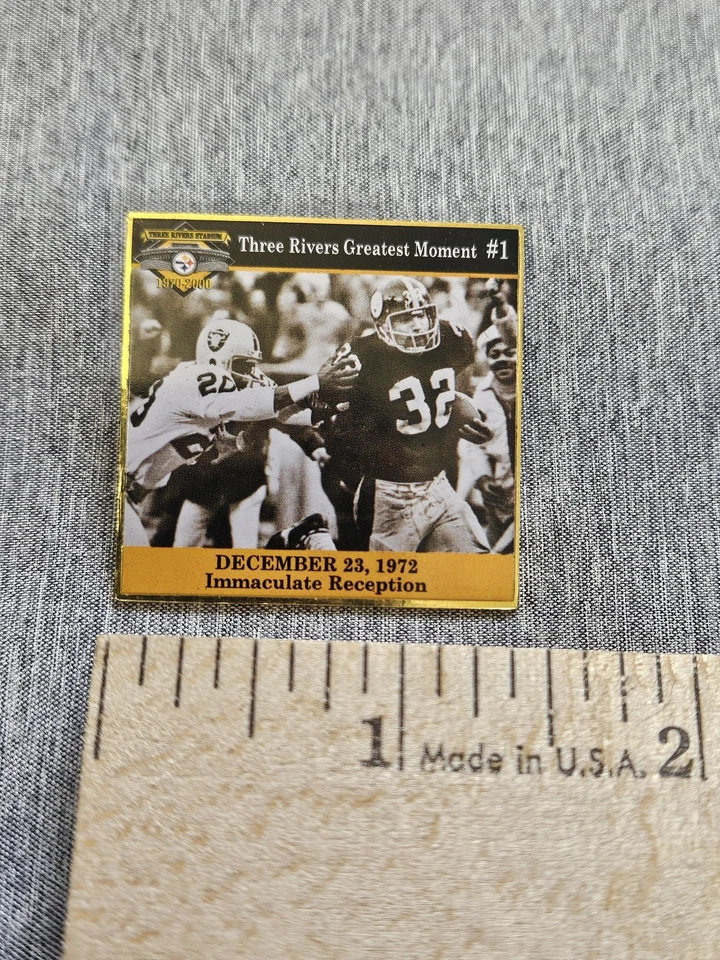 THREE RIVERS STADIUM
1970-2000
Three Rivers Greatest Moment #1
20
32
DECEMBER 23, 1972
Immaculate Reception
1 Made in U.S.A. 2